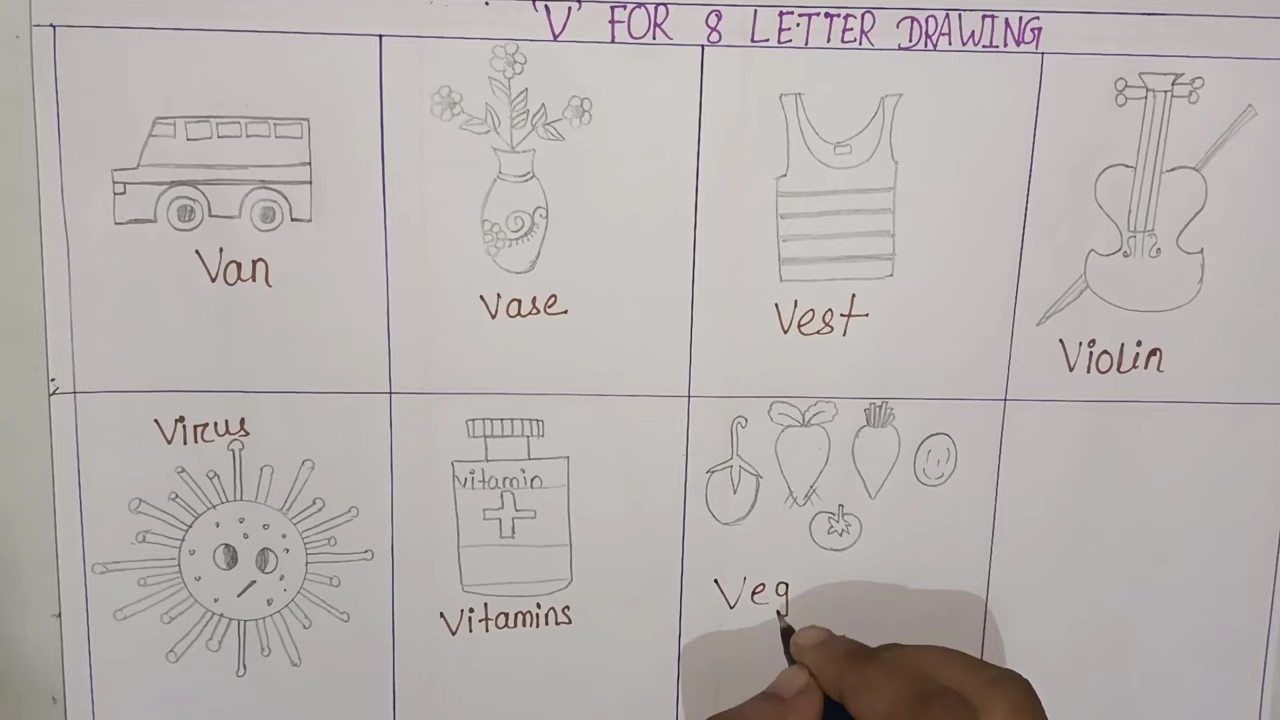 'V' FOR 8 LETTER DRAWING
Van
Vase
Vest
Violin
Virus
vitamin
Vitamins
Veg